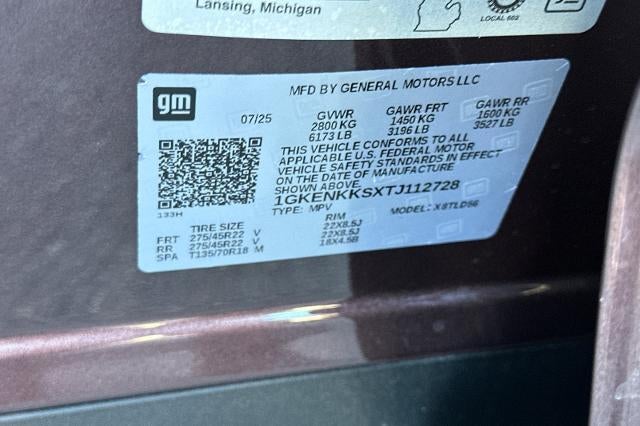 Lansing, Michigan
LOCAL 602
gm
MFD BY GENERAL MOTORS LLC
07/25 GVWR GAWR FRT GAWR RR
2800 KG 1450 KG 1600 KG
6173 LB 3196 LB 3527 LB
THIS VEHICLE CONFORMS TO ALL
APPLICABLE U.S. FEDERAL MOTOR
VEHICLE SAFETY STANDARDS IN EFFECT
ON THE DATE OF MANUFACTURE
SHOWN ABOVE.
1GKENKKSXTJ112728
133H
TYPE: MPV MODEL: X8TLD56
TIRE SIZE RIM
FRT 275/45R22 V 22X8.5J
RR 275/45R22 V 22X8.5J
SPA T135/70R18 M 18X4.5B